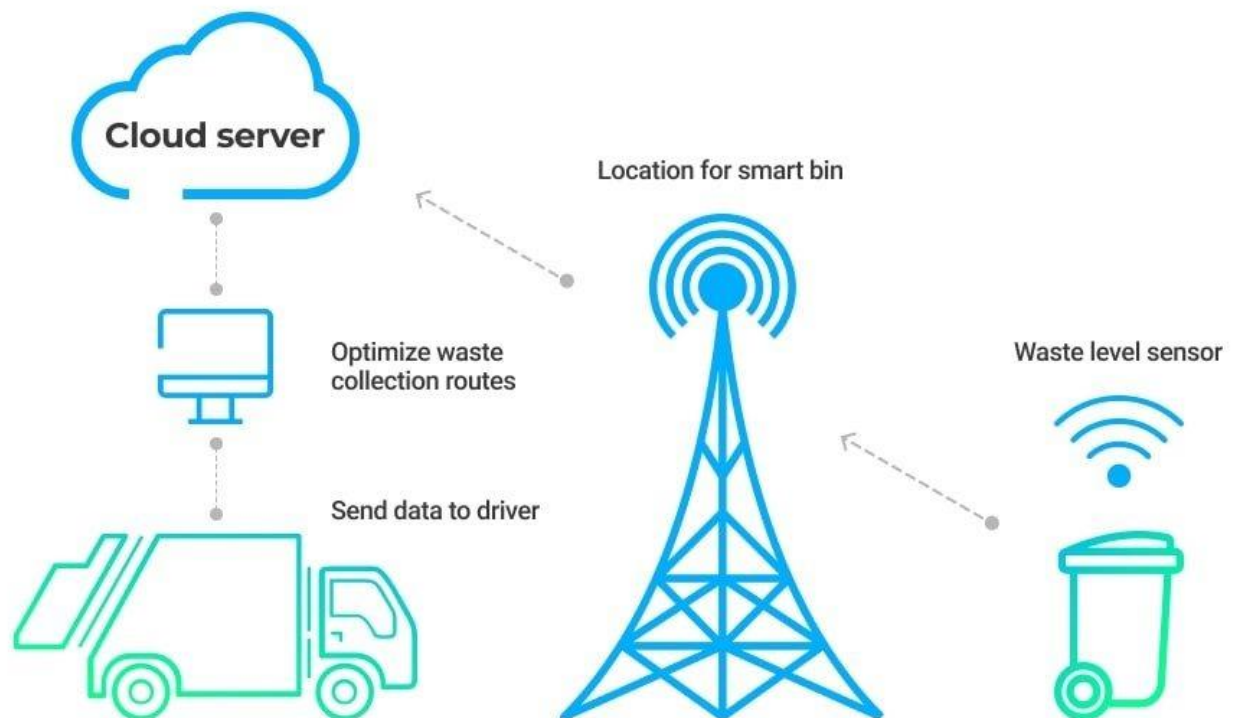 Cloud server
Location for smart bin
Optimize waste
collection routes
Waste level sensor
Send data to driver